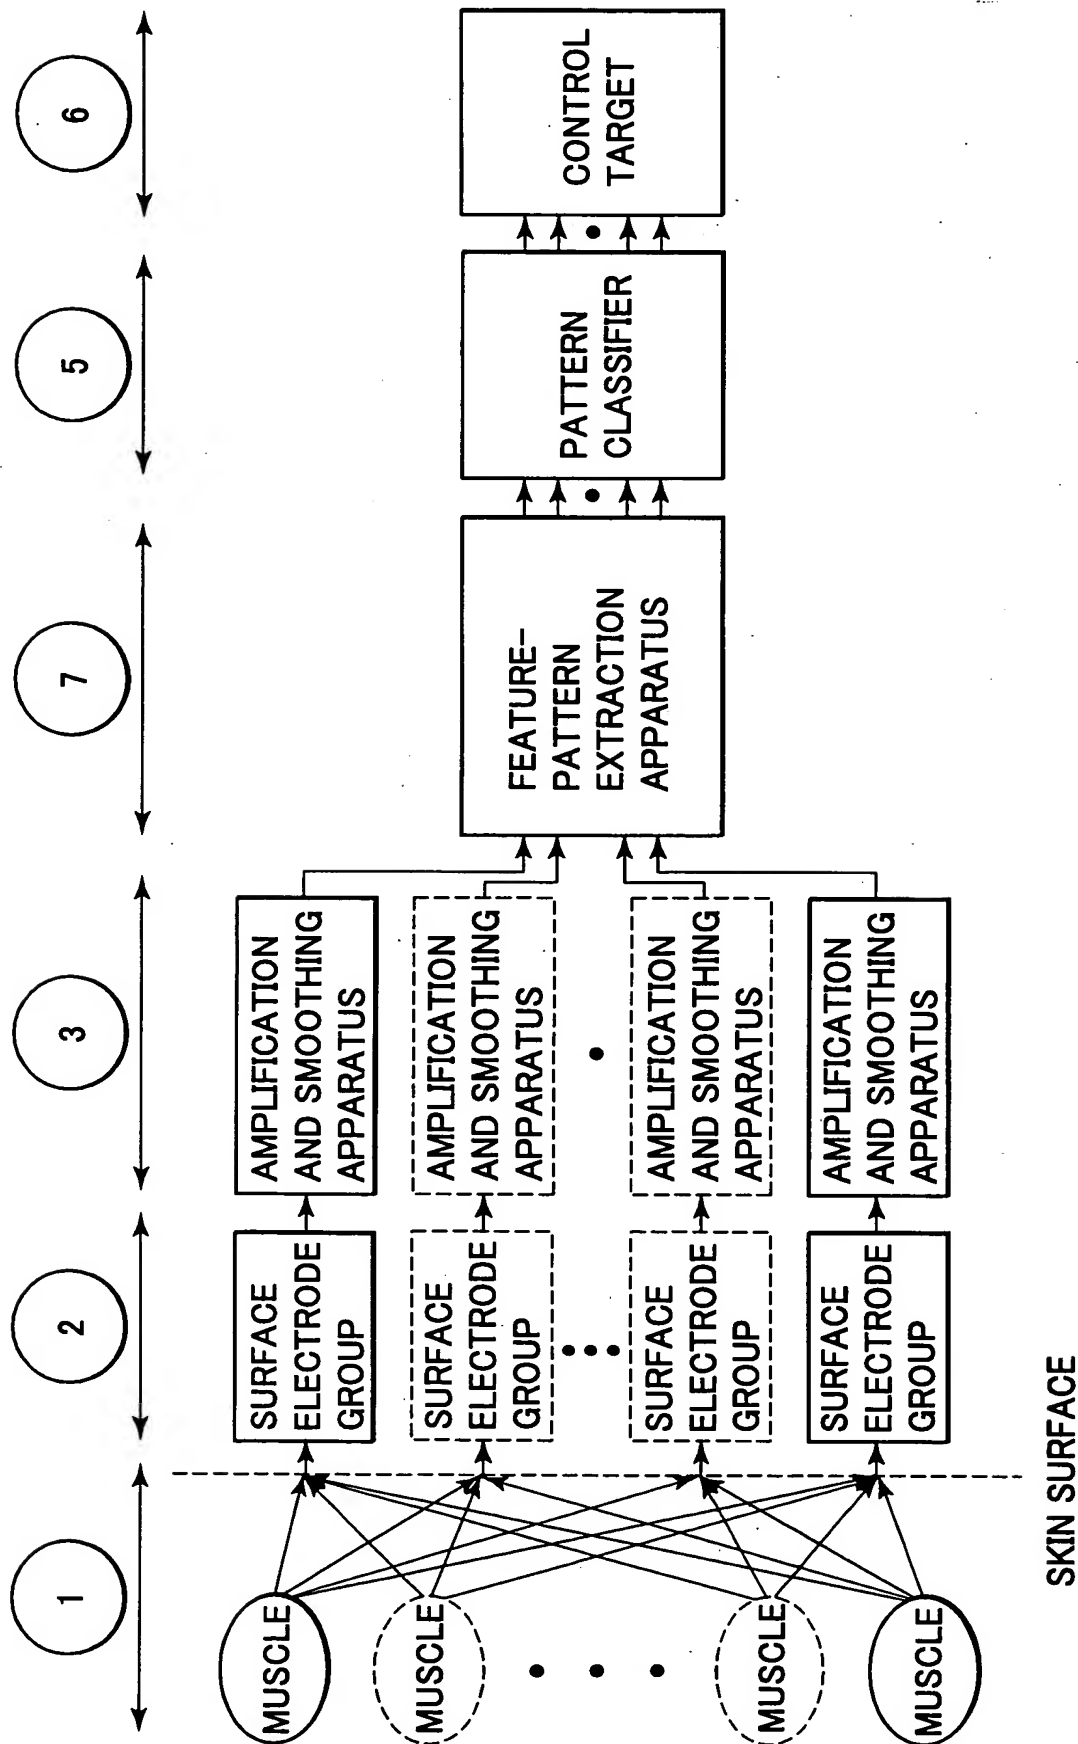 1
2
3
7
5
6
MUSCLE
MUSCLE
MUSCLE
MUSCLE
SURFACE
ELECTRODE
GROUP
SURFACE
ELECTRODE
GROUP
SURFACE
ELECTRODE
GROUP
SURFACE
ELECTRODE
GROUP
AMPLIFICATION
AND SMOOTHING
APPARATUS
AMPLIFICATION
AND SMOOTHING
APPARATUS
AMPLIFICATION
AND SMOOTHING
APPARATUS
AMPLIFICATION
AND SMOOTHING
APPARATUS
FEATURE-
PATTERN
EXTRACTION
APPARATUS
PATTERN
CLASSIFIER
CONTROL
TARGET
SKIN SURFACE